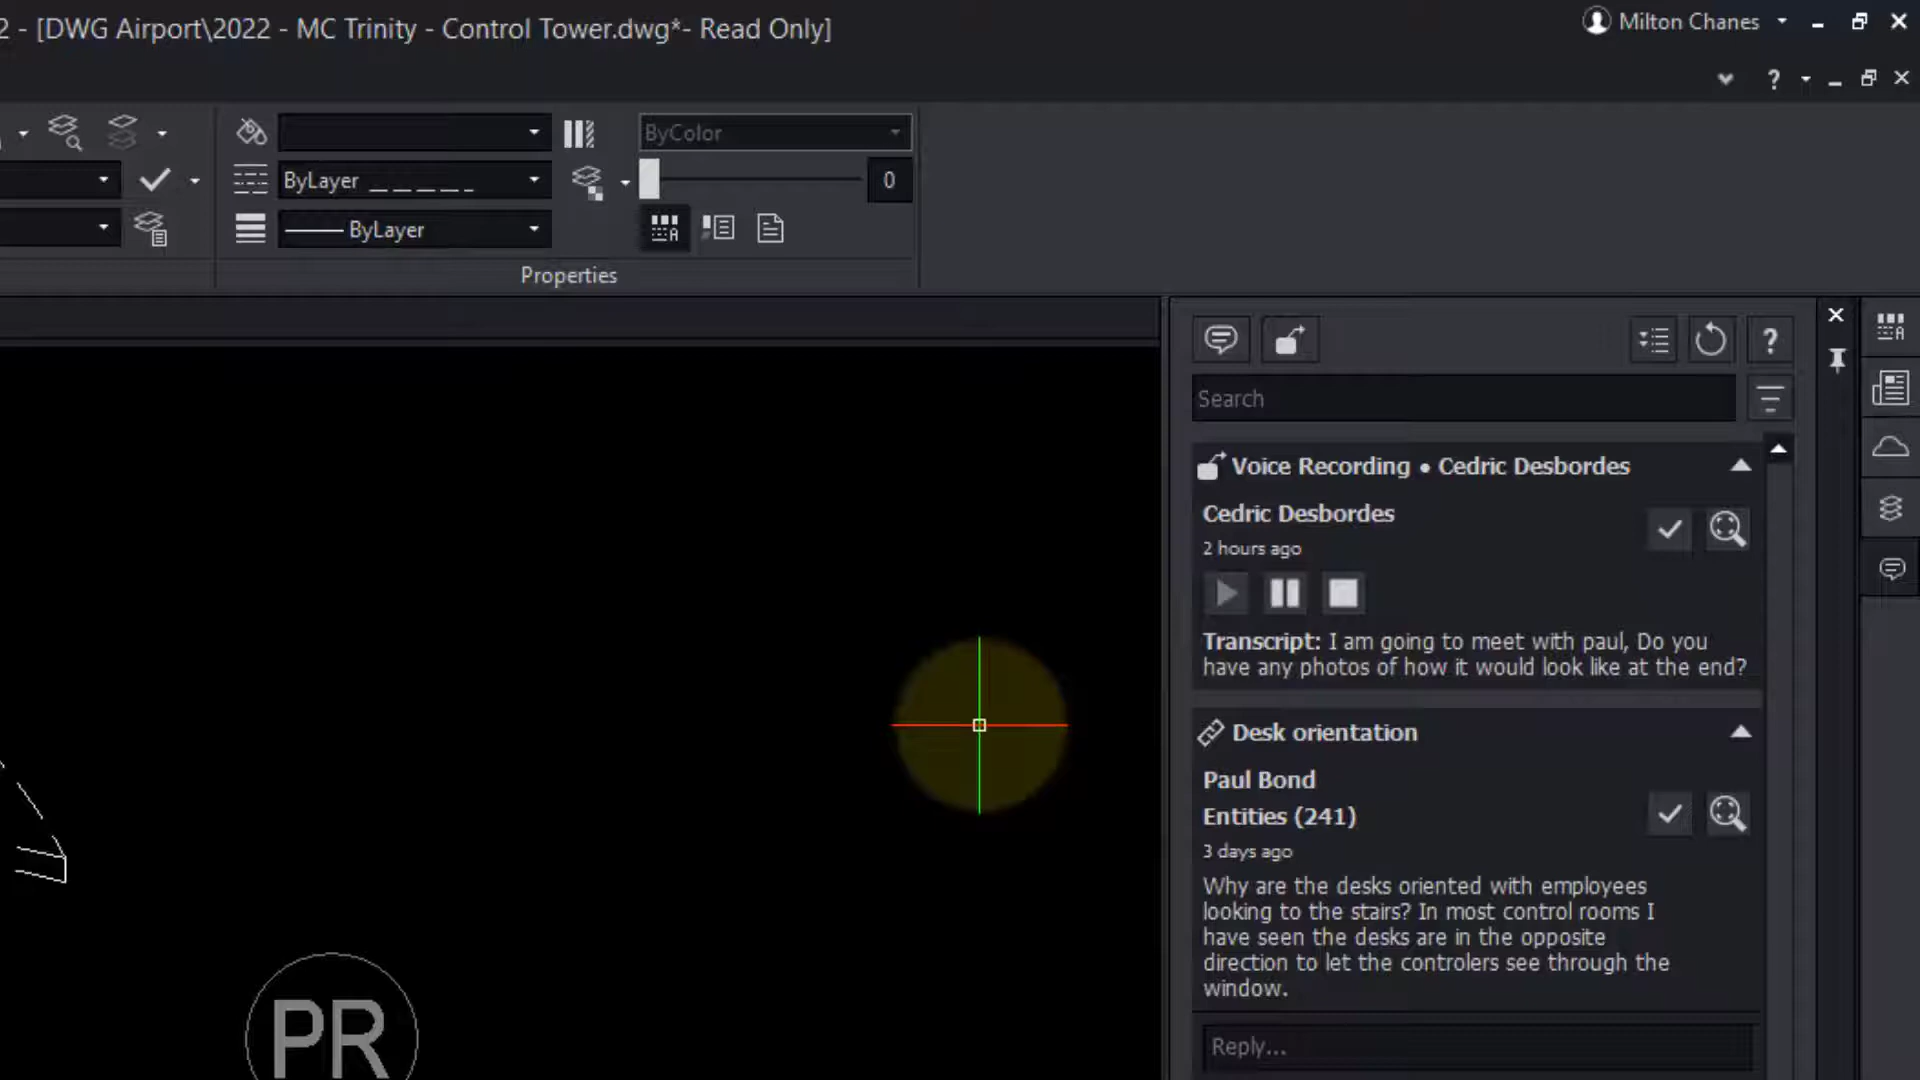 2 - [DWG Airport\2022 - MC Trinity - Control Tower.dwg*- Read Only]
Milton Chanes
?
ByColor
ByLayer
0
ByLayer
Properties
?
Search
Voice Recording • Cedric Desbordes
Cedric Desbordes
2 hours ago
Transcript: I am going to meet with paul, Do you
have any photos of how it would look like at the end?
Desk orientation
Paul Bond
Entities (241)
3 days ago
Why are the desks oriented with employees
looking to the stairs? In most control rooms I
have seen the desks are in the opposite
direction to let the controlers see through the
window.
Reply...
PR